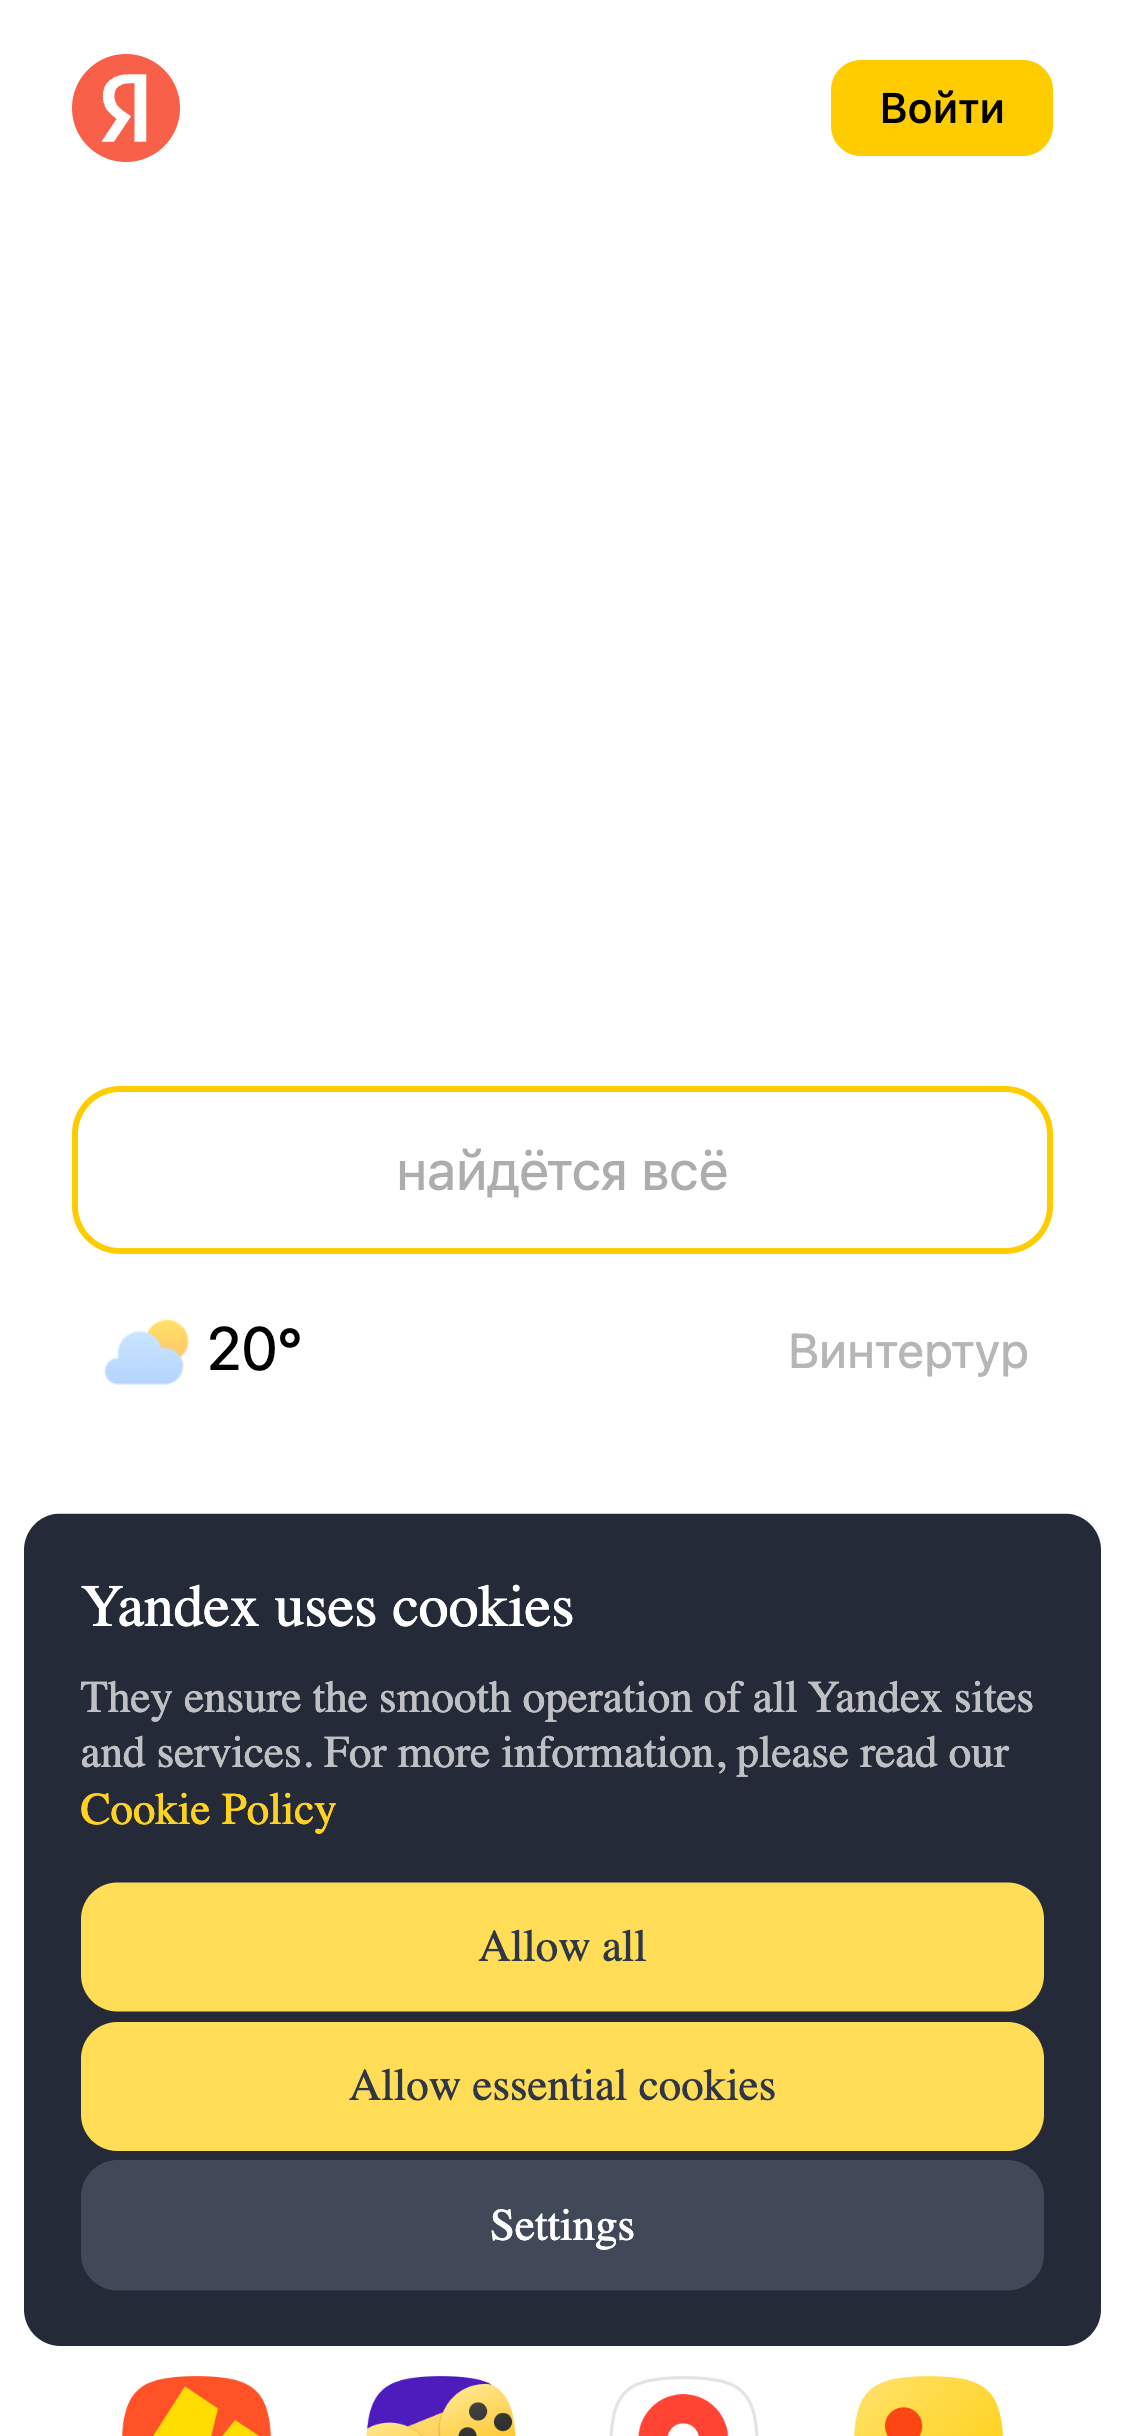 Я
Войти
найдётся всё
20°
Винтертур
Yandex uses cookies
They ensure the smooth operation of all Yandex sites
and services. For more information, please read our
Cookie Policy
Allow all
Allow essential cookies
Settings